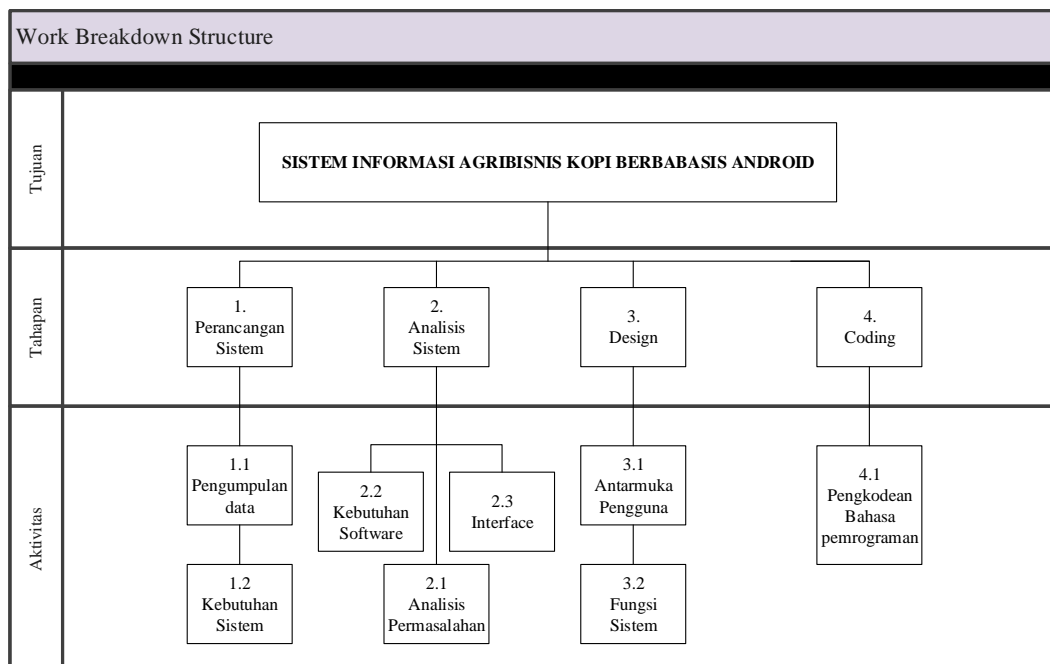 Work Breakdown Structure
Tujuan
SISTEM INFORMASI AGRIBISNIS KOPI BERBABASIS ANDROID
Tahapan
1.
Perancangan
Sistem
2.
Analisis
Sistem
3.
Design
4.
Coding
Aktivitas
1.1
Pengumpulan
data
2.2
Kebutuhan
Software
2.3
Interface
3.1
Antarmuka
Pengguna
4.1
Pengkodean
Bahasa
pemrograman
1.2
Kebutuhan
Sistem
2.1
Analisis
Permasalahan
3.2
Fungsi
Sistem